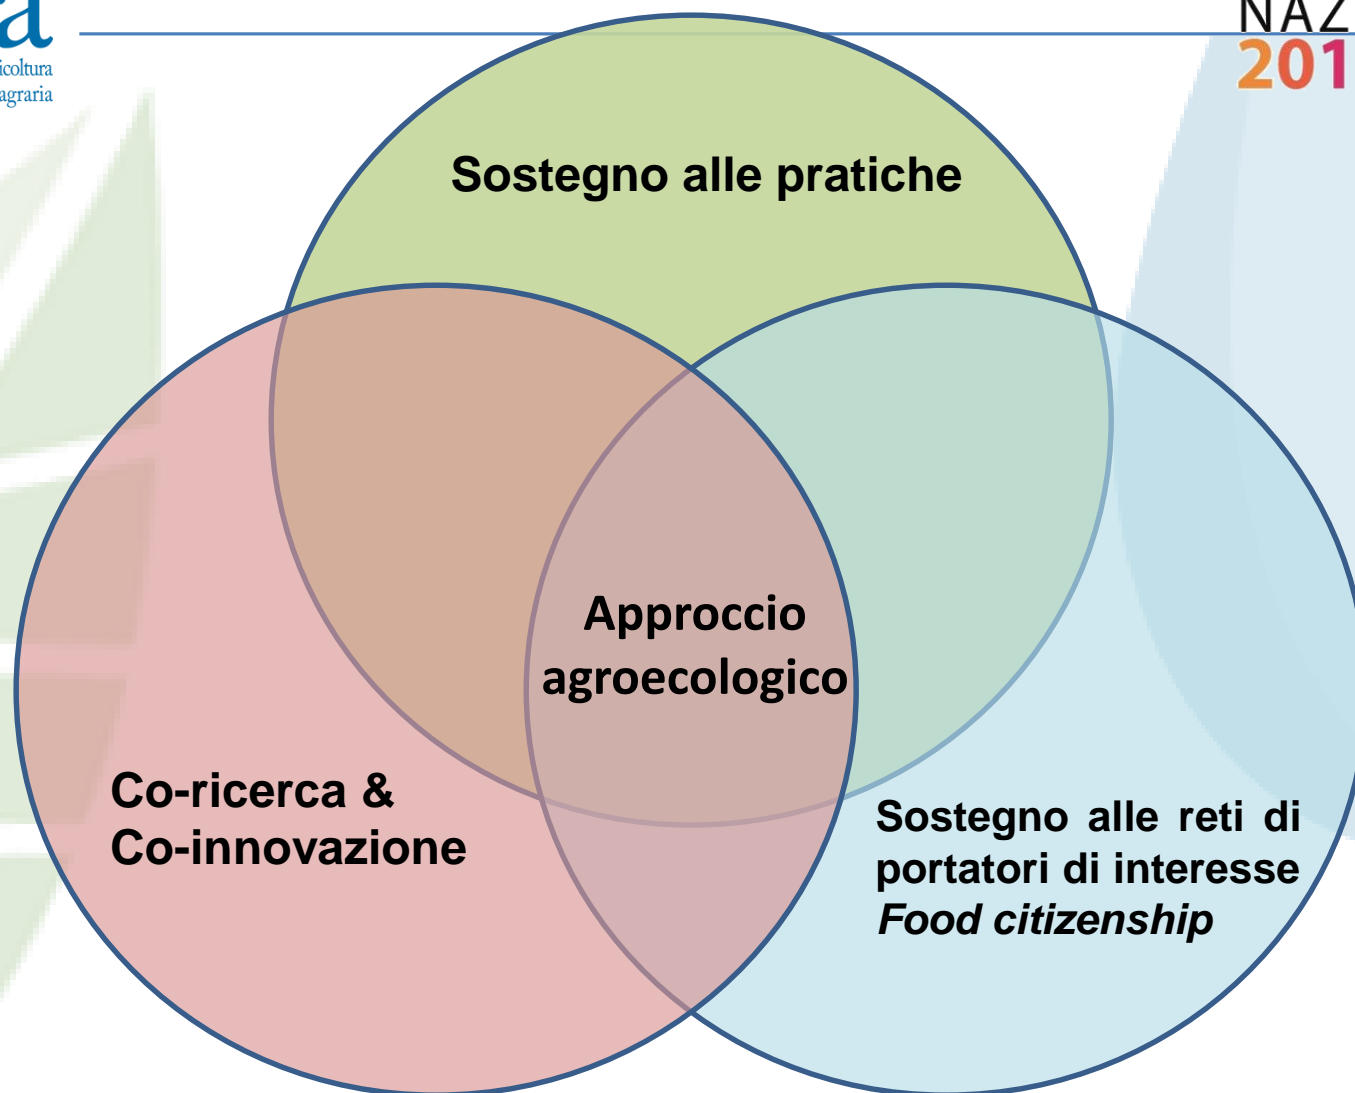 a
icoltura
agraria
NAZ
201
Sostegno alle pratiche
Approccio
agroecologico
Co-ricerca &
Co-innovazione
Sostegno alle reti di
portatori di interesse
Food citizenship